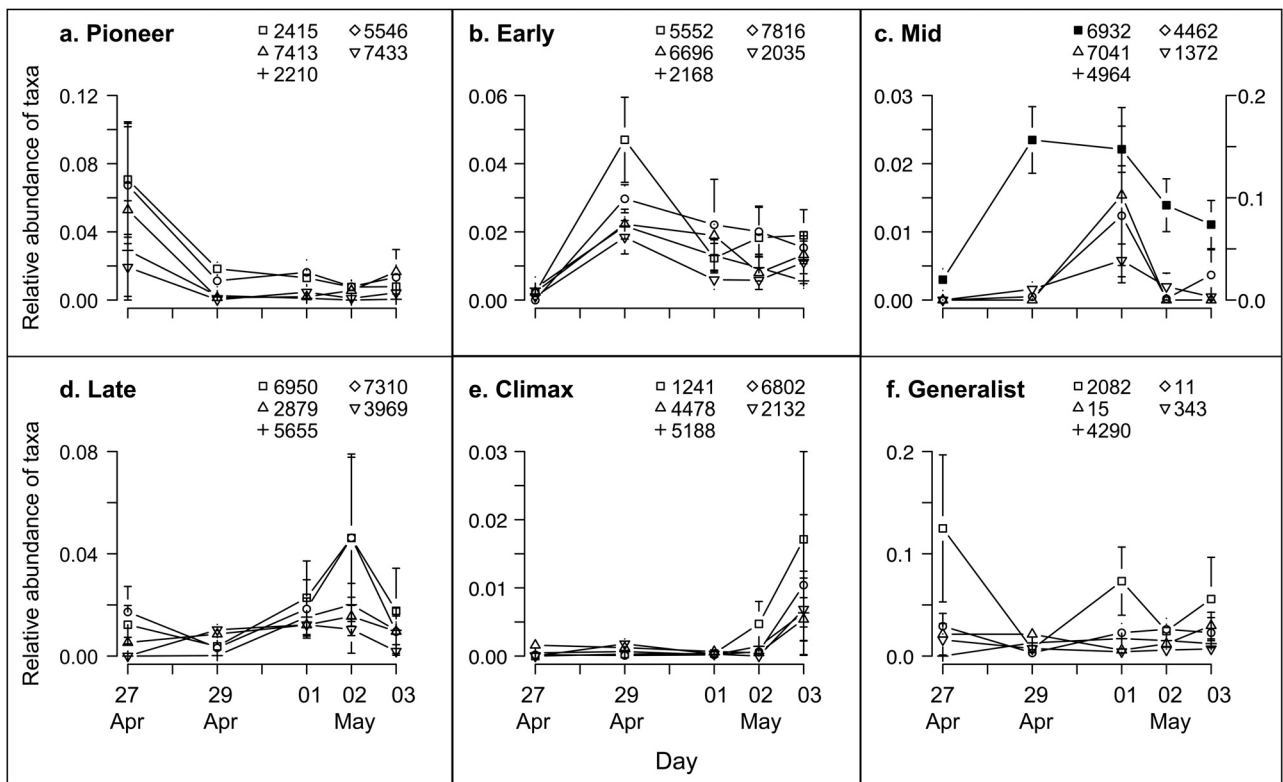 a. Pioneer
2415 5546
7413 7433
2210
b. Early
5552 7816
6696 2035
2168
c. Mid
6932 4462
7041 1372
4964
Relative abundance of taxa
0.12
0.08
0.04
0.00
0.06
0.04
0.02
0.00
0.03
0.02
0.01
0.00
0.2
0.1
0.0
d. Late
6950 7310
2879 3969
5655
e. Climax
1241 6802
4478 2132
5188
f. Generalist
2082 11
15 343
4290
Relative abundance of taxa
0.08
0.04
0.00
0.03
0.02
0.01
0.0
0.2
0.1
0.0
27 29 01 02 03
Apr Apr May
27 29 01 02 03
Apr Apr May
27 29 01 02 03
Apr Apr May
Day